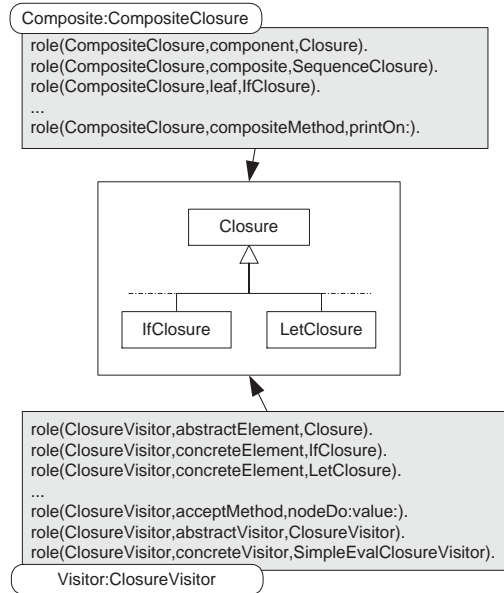 Composite:CompositeClosure
role(CompositeClosure,component,Closure).
role(CompositeClosure,composite,SequenceClosure).
role(CompositeClosure,leaf,IfClosure).
...
role(CompositeClosure,compositeMethod,printOn:).
Closure
IfClosure LetClosure
role(ClosureVisitor,abstractElement,Closure).
role(ClosureVisitor,concreteElement,IfClosure).
role(ClosureVisitor,concreteElement,LetClosure).
...
role(ClosureVisitor,acceptMethod,nodeDo:value:).
role(ClosureVisitor,abstractVisitor,ClosureVisitor).
role(ClosureVisitor,concreteVisitor,SimpleEvalClosureVisitor).
Visitor:ClosureVisitor